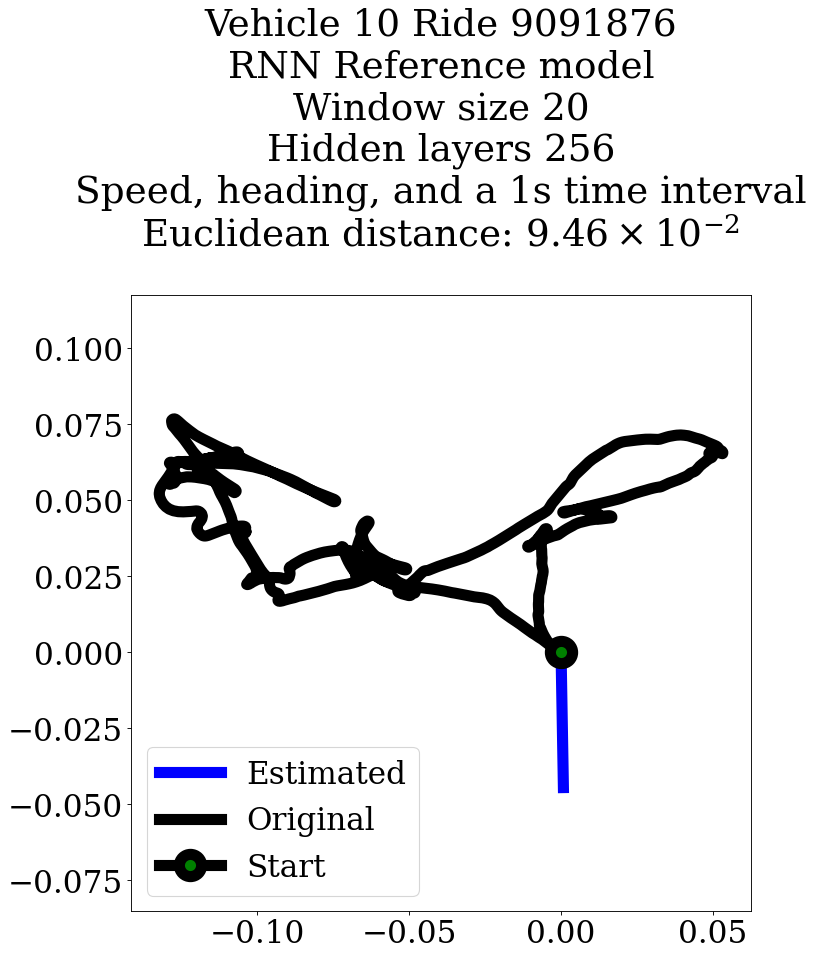 Vehicle 10 Ride 9091876
RNN Reference model
Window size 20
Hidden layers 256
Speed, heading, and a 1s time interval
Euclidean distance: 9.46 × 10⁻²
0.100
0.075
0.050
0.025
0.000
−0.025
−0.050
−0.075
Estimated
Original
Start
−0.10
−0.05
0.00
0.05